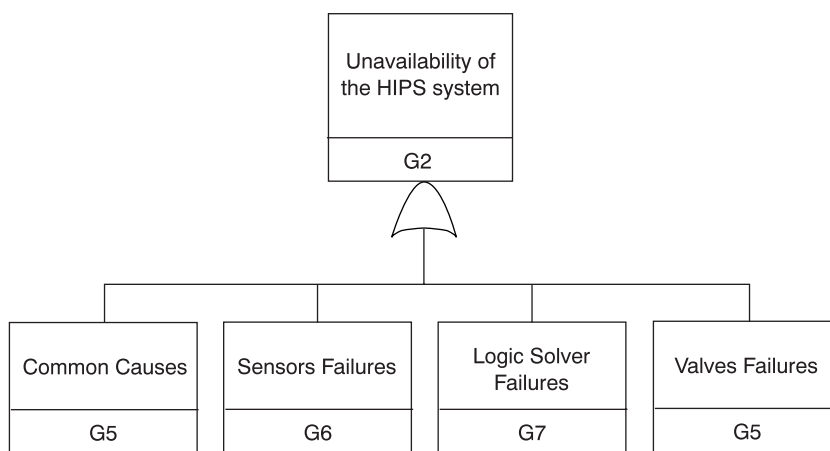 Unavailability of
the HIPS system
G2
Common Causes
G5
Sensors Failures
G6
Logic Solver
Failures
G7
Valves Failures
G5